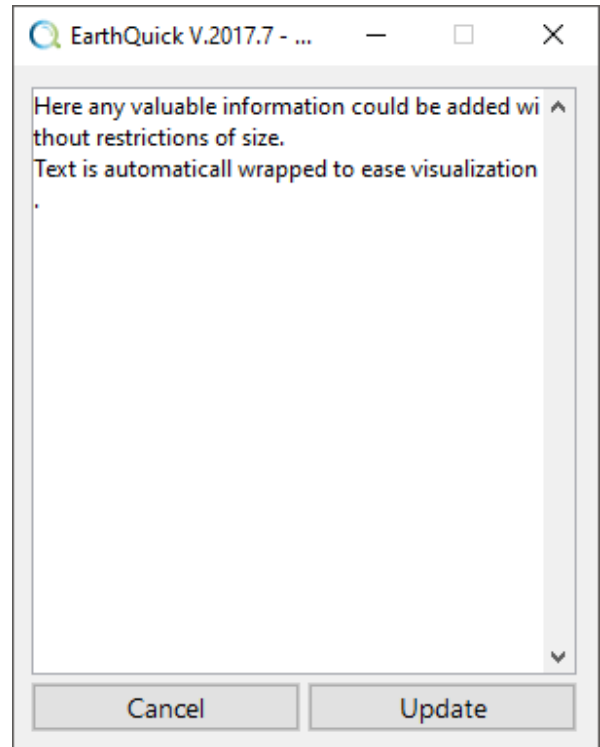 EarthQuick V.2017.7 - ...
Here any valuable information could be added wi
thout restrictions of size.
Text is automaticall wrapped to ease visualization
.
Cancel
Update